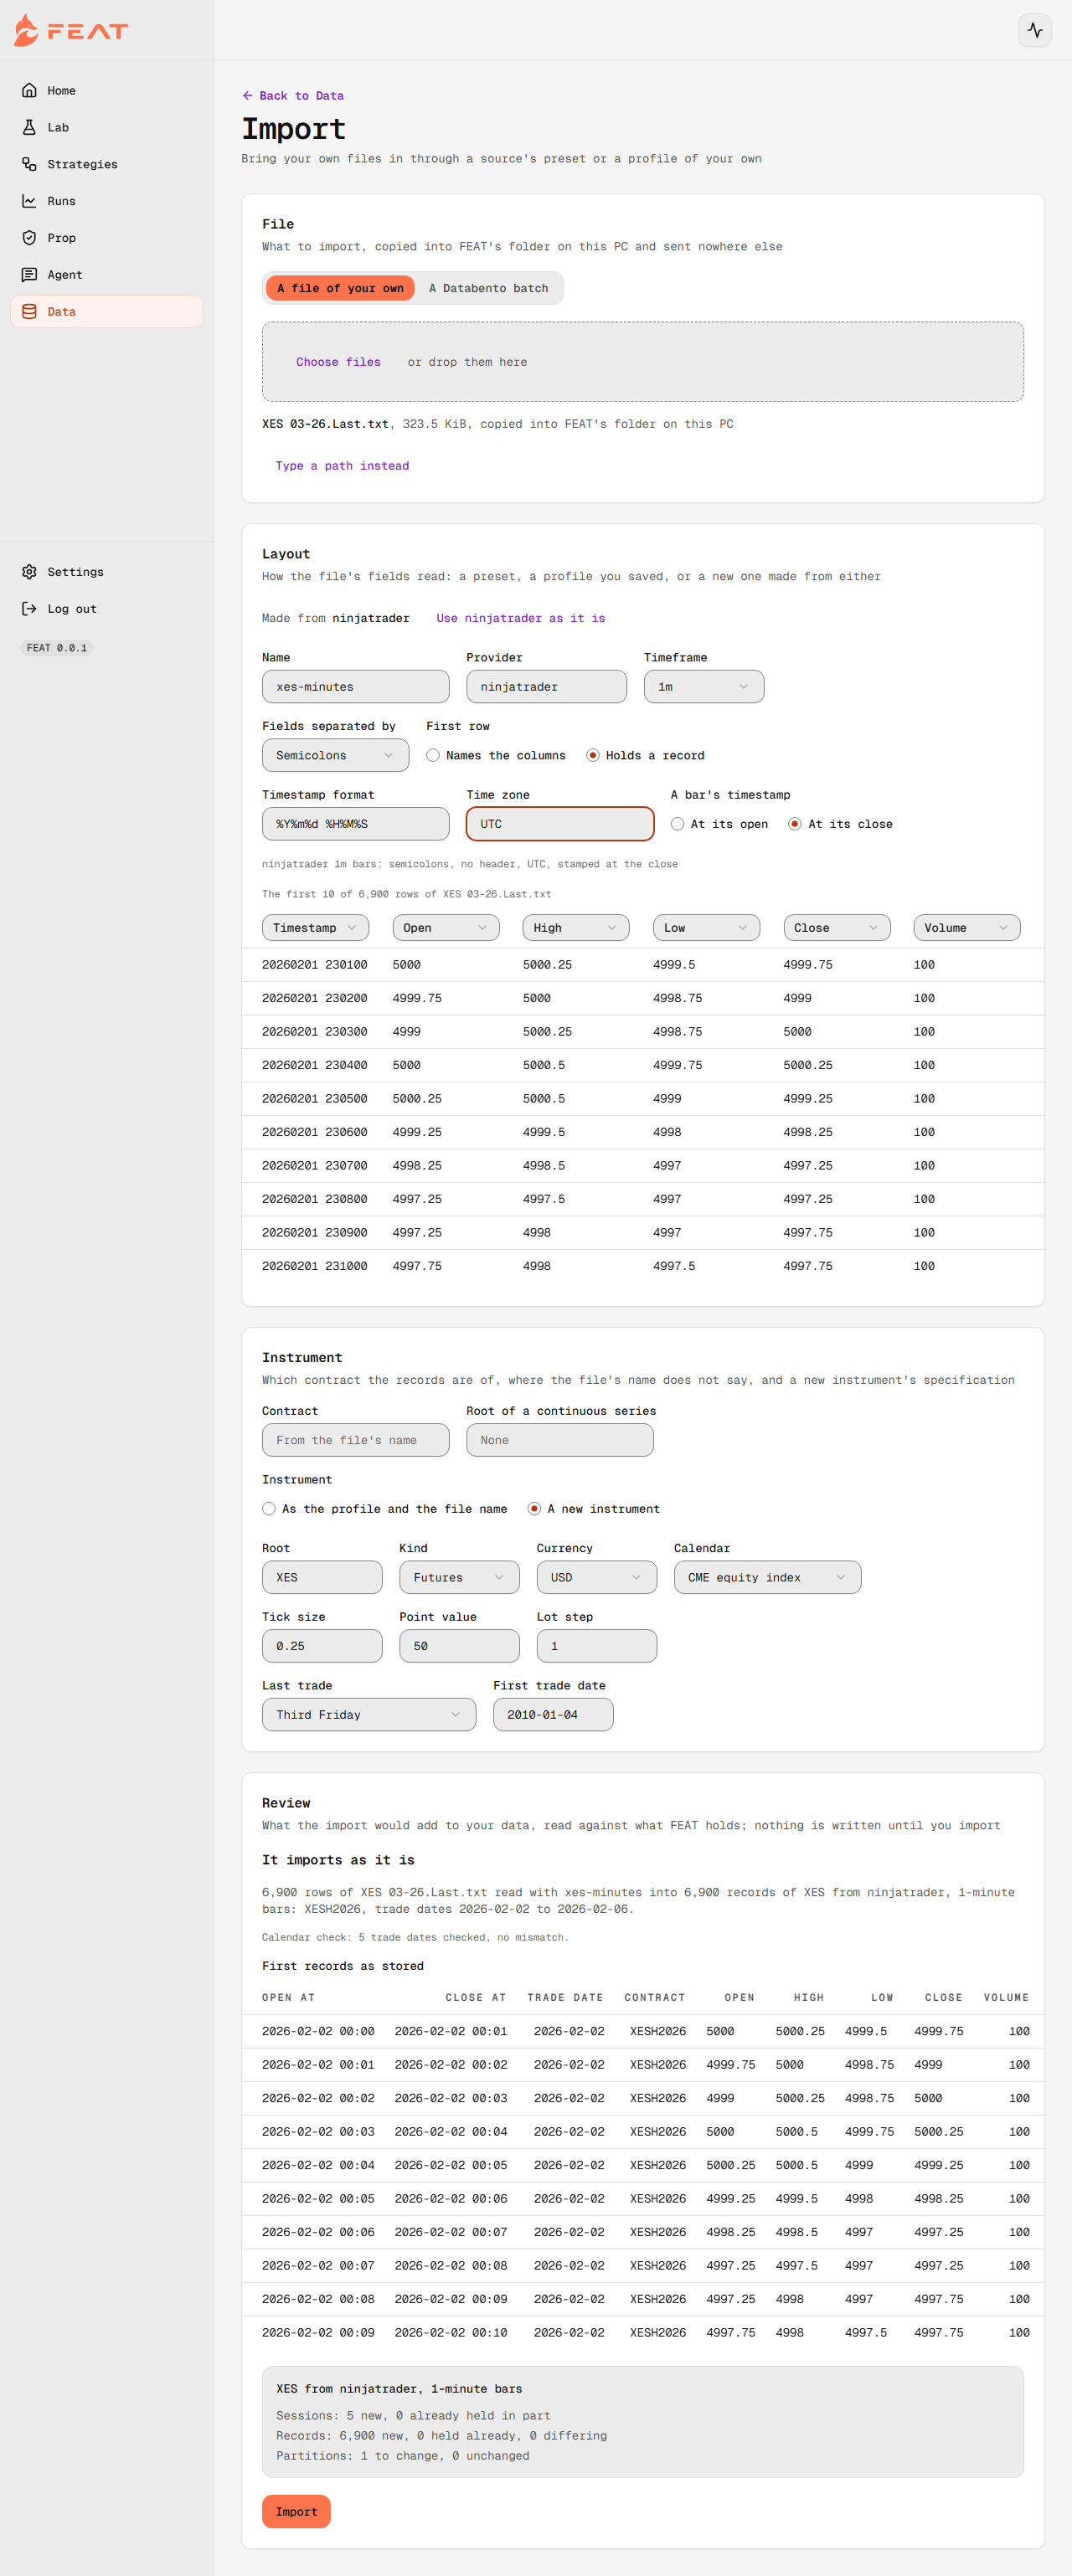 FEAT
Home
Lab
Strategies
Runs
Prop
Agent
Data
Settings
Log out
FEAT 0.0.1
Back to Data
Import
Bring your own files in through a source's preset or a profile of your own
File
What to import, copied into FEAT's folder on this PC and sent nowhere else
A file of your own A Databento batch
Choose files or drop them here
XES 03-26.Last.txt, 323.5 KiB, copied into FEAT's folder on this PC
Type a path instead
Layout
How the file's fields read: a preset, a profile you saved, or a new one made from either
Made from ninjatrader Use ninjatrader as it is
Name Provider Timeframe
xes-minutes ninjatrader 1m
Fields separated by First row
Semicolons Names the columns Holds a record
Timestamp format Time zone A bar's timestamp
%Y%m%d %H%M%S UTC At its open At its close
ninjatrader 1m bars: semicolons, no header, UTC, stamped at the close
The first 10 of 6,900 rows of XES 03-26.Last.txt
Timestamp Open High Low Close Volume
20260201 230100 5000 5000.25 4999.5 4999.75 100
20260201 230200 4999.75 5000 4998.75 4999 100
20260201 230300 4999 5000.25 4998.75 5000 100
20260201 230400 5000 5000.5 4999.75 5000.25 100
20260201 230500 5000.25 5000.5 4999 4999.25 100
20260201 230600 4999.25 4999.5 4998 4998.25 100
20260201 230700 4998.25 4998.5 4997 4997.25 100
20260201 230800 4997.25 4997.5 4997 4997.25 100
20260201 230900 4997.25 4998 4997 4997.75 100
20260201 231000 4997.75 4998 4997.5 4997.75 100
Instrument
Which contract the records are of, where the file's name does not say, and a new instrument's specification
Contract Root of a continuous series
From the file's name None
Instrument
As the profile and the file name A new instrument
Root Kind Currency Calendar
XES Futures USD CME equity index
Tick size Point value Lot step
0.25 50 1
Last trade First trade date
Third Friday 2010-01-04
Review
What the import would add to your data, read against what FEAT holds; nothing is written until you import
It imports as it is
6,900 rows of XES 03-26.Last.txt read with xes-minutes into 6,900 records of XES from ninjatrader, 1-minute
bars: XESH2026, trade dates 2026-02-02 to 2026-02-06.
Calendar check: 5 trade dates checked, no mismatch.
First records as stored
OPEN AT CLOSE AT TRADE DATE CONTRACT OPEN HIGH LOW CLOSE VOLUME
2026-02-02 00:00 2026-02-02 00:01 2026-02-02 XESH2026 5000 5000.25 4999.5 4999.75 100
2026-02-02 00:01 2026-02-02 00:02 2026-02-02 XESH2026 4999.75 5000 4998.75 4999 100
2026-02-02 00:02 2026-02-02 00:03 2026-02-02 XESH2026 4999 5000.25 4998.75 5000 100
2026-02-02 00:03 2026-02-02 00:04 2026-02-02 XESH2026 5000 5000.5 4999.75 5000.25 100
2026-02-02 00:04 2026-02-02 00:05 2026-02-02 XESH2026 5000.25 5000.5 4999 4999.25 100
2026-02-02 00:05 2026-02-02 00:06 2026-02-02 XESH2026 4999.25 4999.5 4998 4998.25 100
2026-02-02 00:06 2026-02-02 00:07 2026-02-02 XESH2026 4998.25 4998.5 4997 4997.25 100
2026-02-02 00:07 2026-02-02 00:08 2026-02-02 XESH2026 4997.25 4997.5 4997 4997.25 100
2026-02-02 00:08 2026-02-02 00:09 2026-02-02 XESH2026 4997.25 4998 4997 4997.75 100
2026-02-02 00:09 2026-02-02 00:10 2026-02-02 XESH2026 4997.75 4998 4997.5 4997.75 100
XES from ninjatrader, 1-minute bars
Sessions: 5 new, 0 already held in part
Records: 6,900 new, 0 held already, 0 differing
Partitions: 1 to change, 0 unchanged
Import